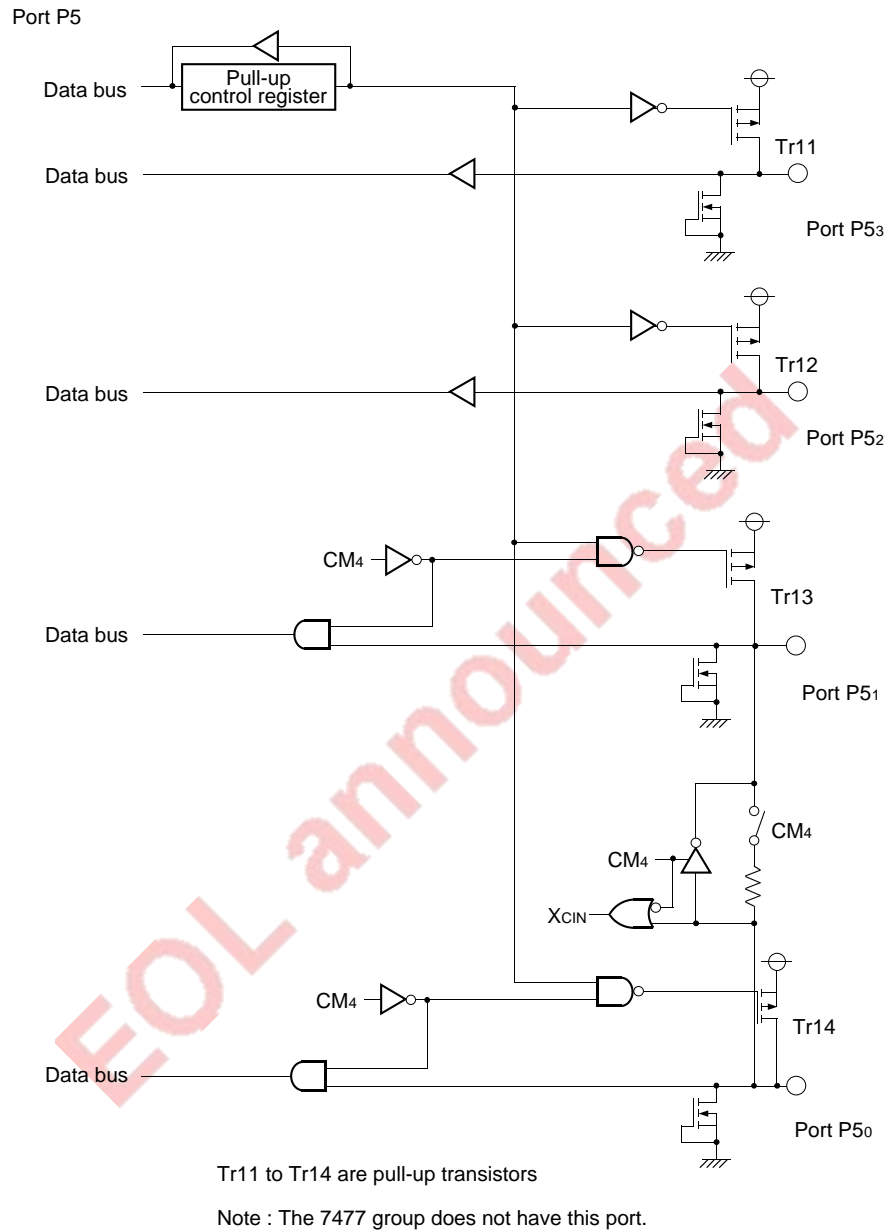 Port P5
Data bus
Pull-up
control register
Tr11
Data bus
Port P53
Tr12
Data bus
Port P52
CM4
Tr13
Data bus
Port P51
CM4
CM4
XCIN
CM4
Tr14
Data bus
Port P50
Tr11 to Tr14 are pull-up transistors
Note : The 7477 group does not have this port.
EOL announced